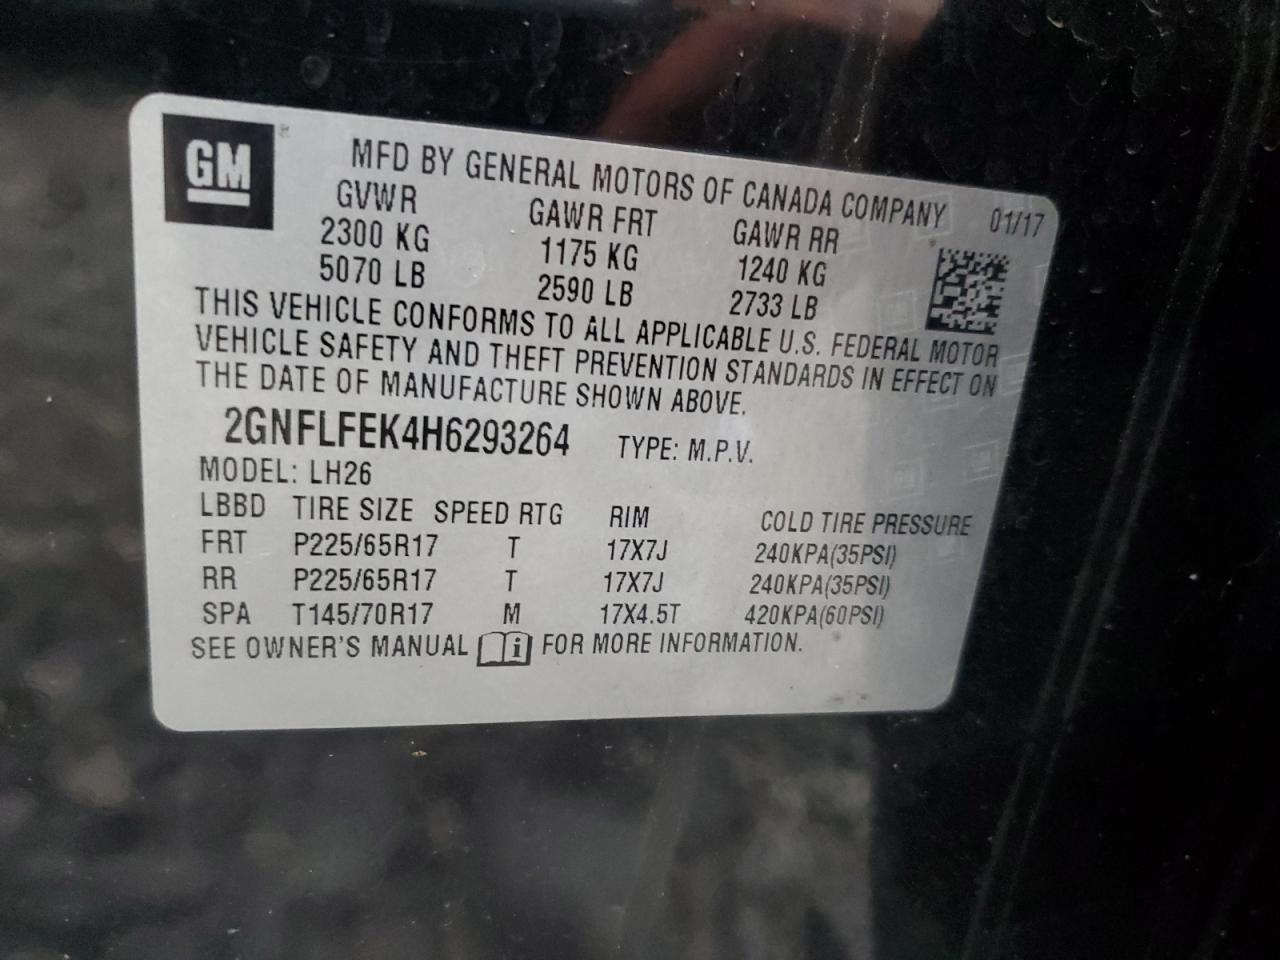 GM ®
MFD BY GENERAL MOTORS OF CANADA COMPANY 01/17
GVWR GAWR FRT GAWR RR
2300 KG 1175 KG 1240 KG
5070 LB 2590 LB 2733 LB
THIS VEHICLE CONFORMS TO ALL APPLICABLE U.S. FEDERAL MOTOR
VEHICLE SAFETY AND THEFT PREVENTION STANDARDS IN EFFECT ON
THE DATE OF MANUFACTURE SHOWN ABOVE.
2GNFLFEK4H6293264 TYPE: M.P.V.
MODEL: LH26
LBBD TIRE SIZE SPEED RTG RIM COLD TIRE PRESSURE
FRT P225/65R17 T 17X7J 240KPA(35PSI)
RR P225/65R17 T 17X7J 240KPA(35PSI)
SPA T145/70R17 M 17X4.5T 420KPA(60PSI)
SEE OWNER'S MANUAL i FOR MORE INFORMATION.